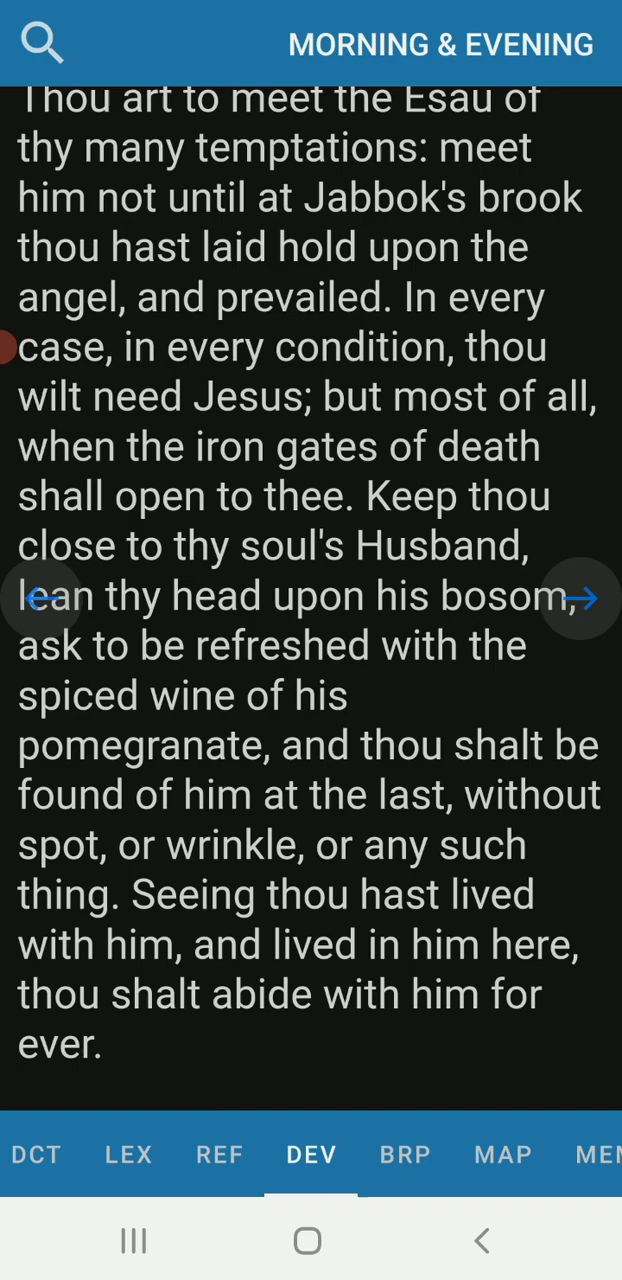 MORNING & EVENING
Thou art to meet the Esau of
thy many temptations: meet
him not until at Jabbok's brook
thou hast laid hold upon the
angel, and prevailed. In every
case, in every condition, thou
wilt need Jesus; but most of all,
when the iron gates of death
shall open to thee. Keep thou
close to thy soul's Husband,
lean thy head upon his bosom,
ask to be refreshed with the
spiced wine of his
pomegranate, and thou shalt be
found of him at the last, without
spot, or wrinkle, or any such
thing. Seeing thou hast lived
with him, and lived in him here,
thou shalt abide with him for
ever.
DCT LEX REF DEV BRP MAP